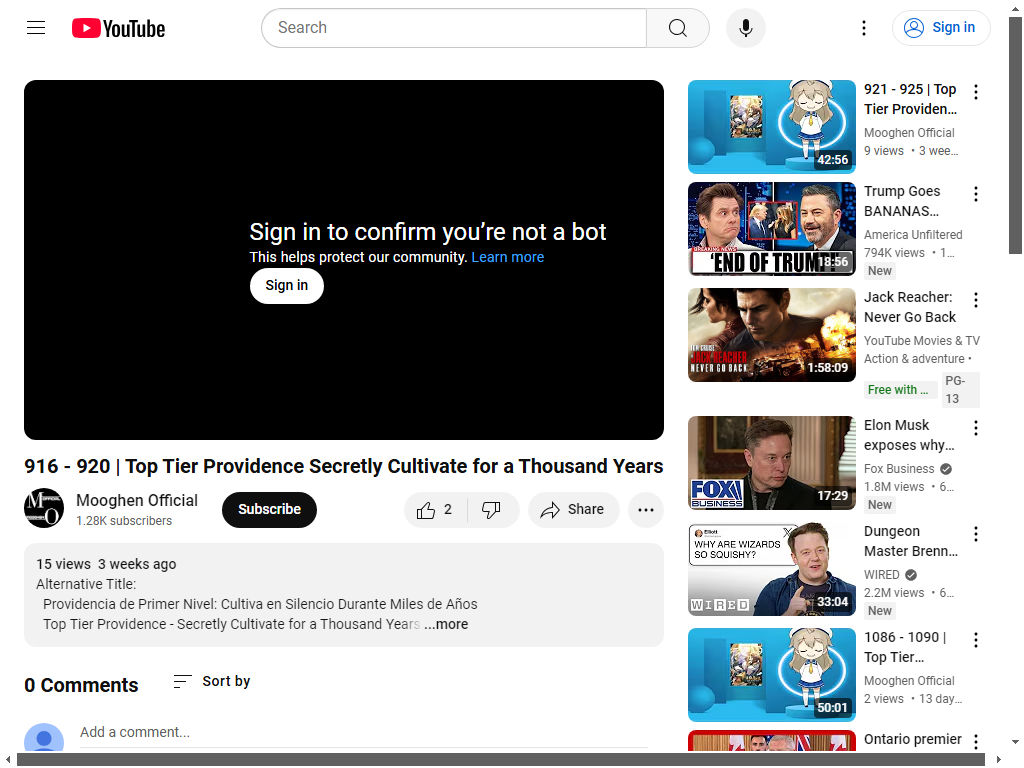 YouTube
Search
Sign in
Sign in to confirm you’re not a bot
This helps protect our community. Learn more
Sign in
916 - 920 | Top Tier Providence Secretly Cultivate for a Thousand Years
Mooghen Official
1.28K subscribers
Subscribe
2
Share
15 views 3 weeks ago
Alternative Title:
Providencia de Primer Nivel: Cultiva en Silencio Durante Miles de Años
Top Tier Providence - Secretly Cultivate for a Thousand Years ...more
0 Comments
Sort by
Add a comment...
42:56
921 - 925 | Top
Tier Providen...
Mooghen Official
9 views • 3 wee...
BREAKING NEWS
'END OF TRUMP!'
18:56
Trump Goes
BANANAS...
America Unfiltered
794K views • 1...
New
TOM CRUISE
JACK REACHER
NEVER GO BACK
1:58:09
Jack Reacher:
Never Go Back
YouTube Movies & TV
Action & adventure •
Free with ...
PG-
13
FOX
BUSINESS
17:29
Elon Musk
exposes why...
Fox Business
1.8M views • 6...
New
Elliott
WHY ARE WIZARDS
SO SQUISHY?
WIRED
33:04
Dungeon
Master Brenn...
WIRED
2.2M views • 6...
New
50:01
1086 - 1090 |
Top Tier...
Mooghen Official
2 views • 13 day...
Ontario premier